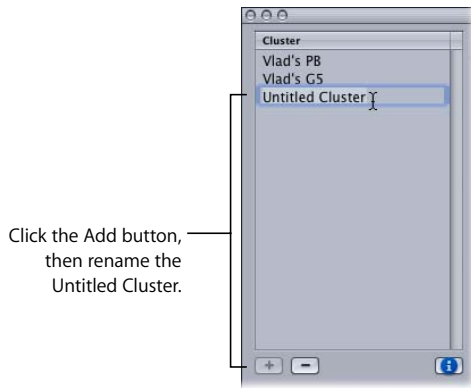 Cluster
Vlad's PB
Vlad's G5
Untitled Cluster
Click the Add button,
then rename the
Untitled Cluster.